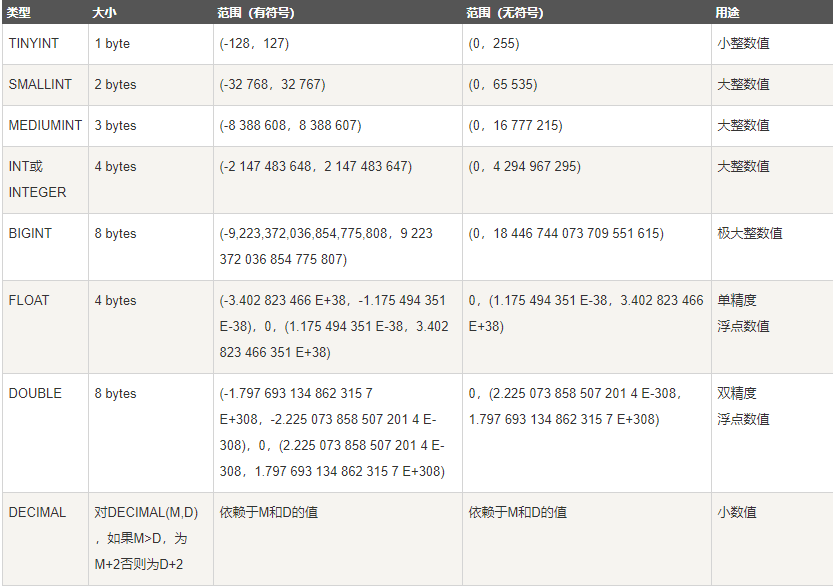 类型 大小 范围（有符号） 范围（无符号） 用途
TINYINT 1 byte (-128，127) (0，255) 小整数值
SMALLINT 2 bytes (-32 768，32 767) (0，65 535) 大整数值
MEDIUMINT 3 bytes (-8 388 608，8 388 607) (0，16 777 215) 大整数值
INT或 4 bytes (-2 147 483 648，2 147 483 647) (0，4 294 967 295) 大整数值
INTEGER
BIGINT 8 bytes (-9,223,372,036,854,775,808，9 223 (0，18 446 744 073 709 551 615) 极大整数值
372 036 854 775 807)
FLOAT 4 bytes (-3.402 823 466 E+38，-1.175 494 351 0，(1.175 494 351 E-38，3.402 823 466 单精度
E-38)，0，(1.175 494 351 E-38，3.402 E+38) 浮点数值
823 466 351 E+38)
DOUBLE 8 bytes (-1.797 693 134 862 315 7 0，(2.225 073 858 507 201 4 E-308， 双精度
E+308，-2.225 073 858 507 201 4 E- 1.797 693 134 862 315 7 E+308) 浮点数值
308)，0，(2.225 073 858 507 201 4 E-
308，1.797 693 134 862 315 7 E+308)
DECIMAL 对DECIMAL(M,D) 依赖于M和D的值 依赖于M和D的值 小数值
，如果M>D，为
M+2否则为D+2